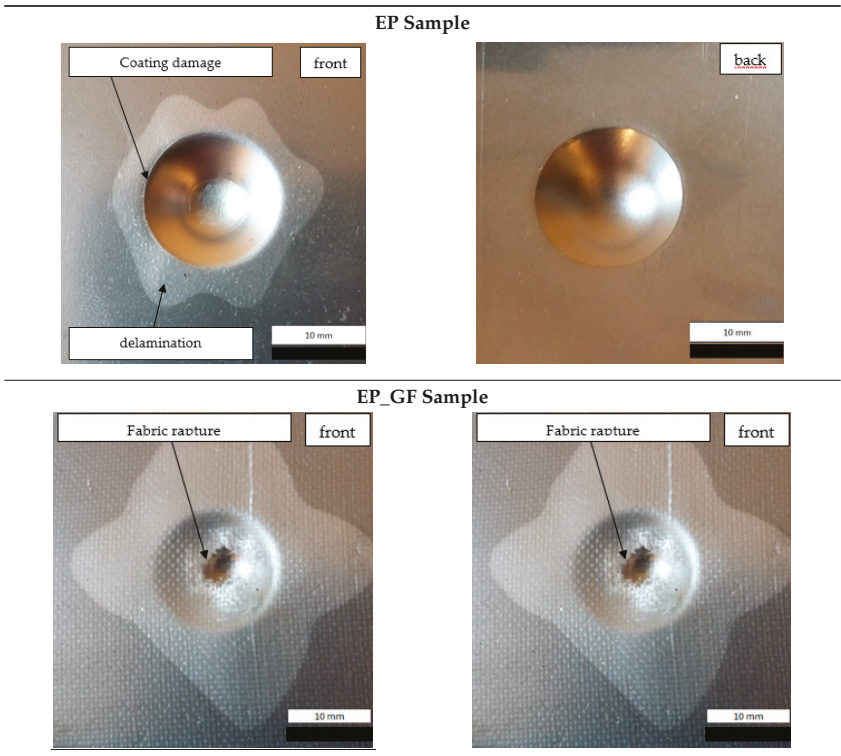 EP Sample
Coating damage
front
back
10 mm
delamination
10 mm
EP_GF Sample
Fabric rapture
front
Fabric rapture
front
10 mm
10 mm